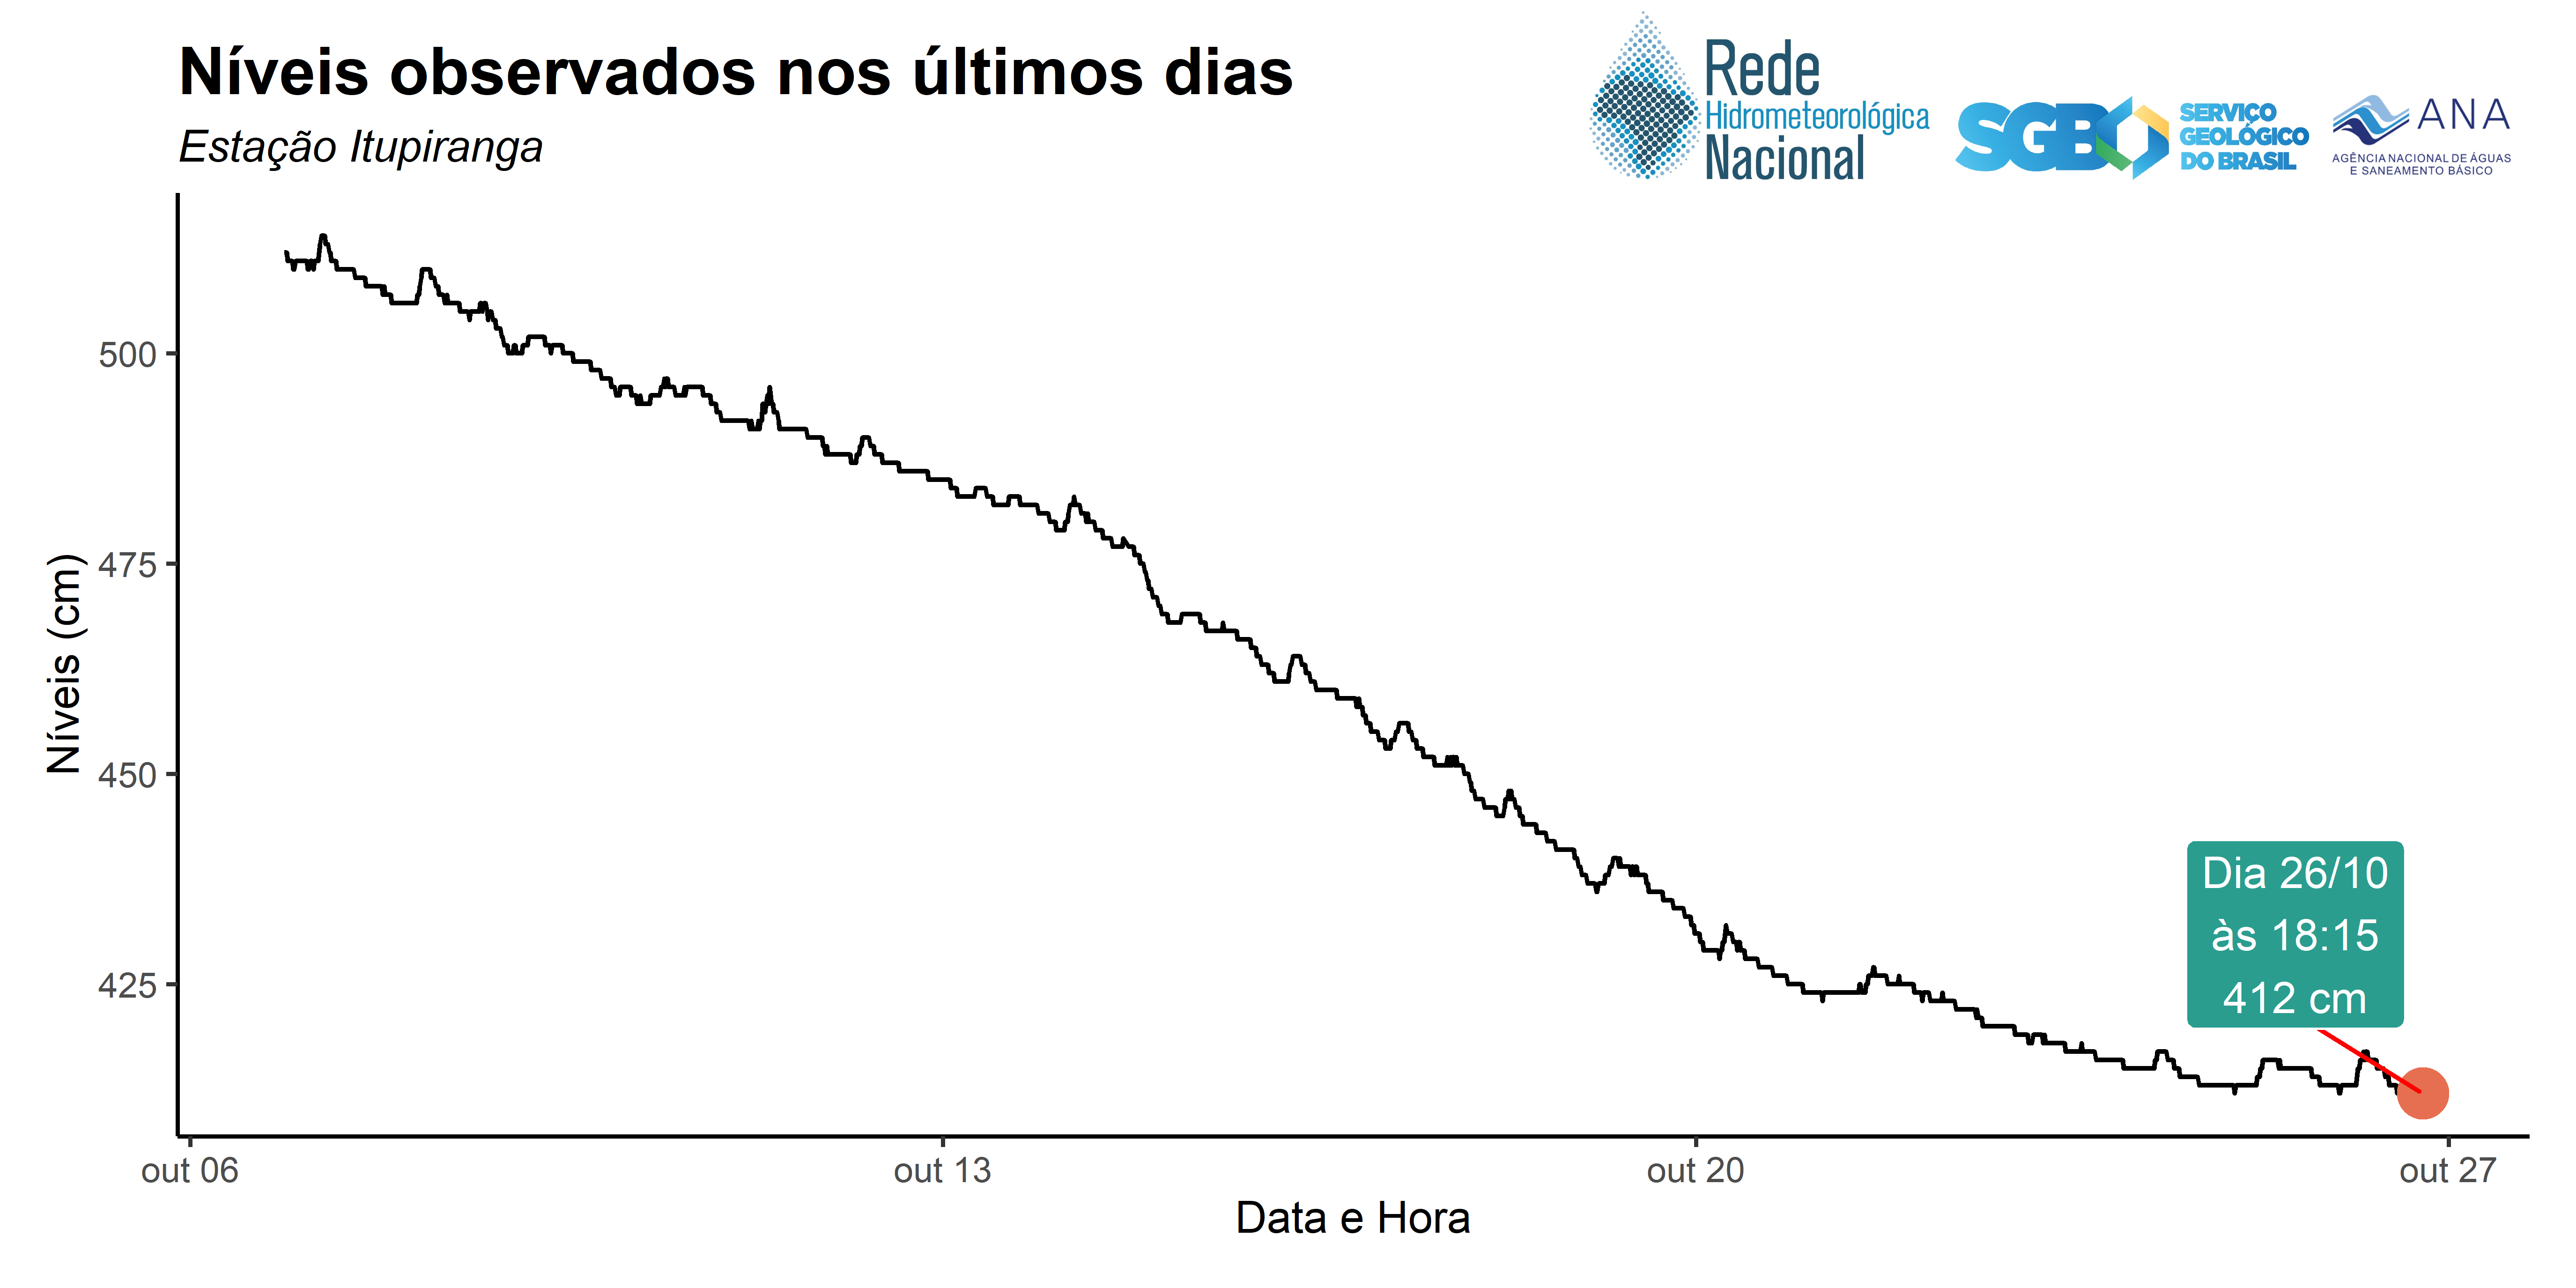 Níveis observados nos últimos dias
Estação Itupiranga
Rede
Hidrometeorológica
Nacional
SGB
SERVIÇO
GEOLÓGICO
DO BRASIL
ANA
AGÊNCIA NACIONAL DE ÁGUAS
E SANEAMENTO BÁSICO
Níveis (cm)
500
475
450
425
Dia 26/10
às 18:15
412 cm
out 06
out 13
out 20
out 27
Data e Hora